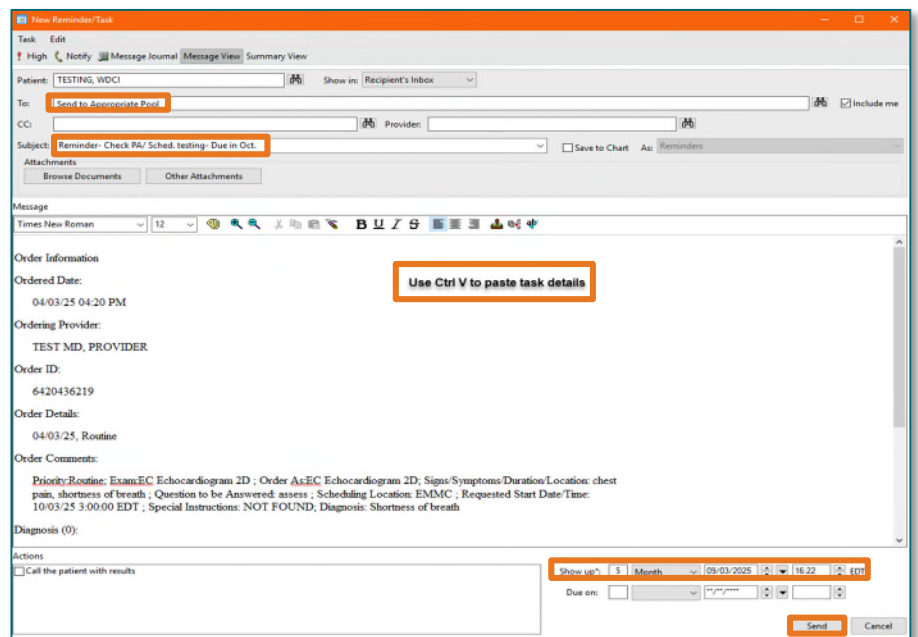 New Reminder/Task
Task Edit
! High Notify Message Journal Message View Summary View
Patient: TESTING, WDCI Show in: Recipient's Inbox
To: Send to Appropriate Pool Include me
CC: Provider:
Subject: Reminder- Check PA/ Sched. testing- Due in Oct. Save to Chart As: Reminders
Attachments
Browse Documents Other Attachments
Message
Times New Roman 12 B U I S
Order Information
Use Ctrl V to paste task details
Ordered Date:
04/03/25 04:20 PM
Ordering Provider:
TEST MD, PROVIDER
Order ID:
6420436219
Order Details:
04/03/25, Routine
Order Comments:
Priority:Routine; Exam:EC Echocardiogram 2D ; Order As:EC Echocardiogram 2D; Signs/Symptoms/Duration/Location: chest
pain, shortness of breath ; Question to be Answered: assess ; Scheduling Location: EMMC ; Requested Start Date/Time:
10/03/25 3:00:00 EDT ; Special Instructions: NOT FOUND; Diagnosis: Shortness of breath
Diagnosis (0):
Actions
Call the patient with results
Show up*: 5 Month 09/03/2025 16:22 EDT
Due on: **/**/****
Send Cancel